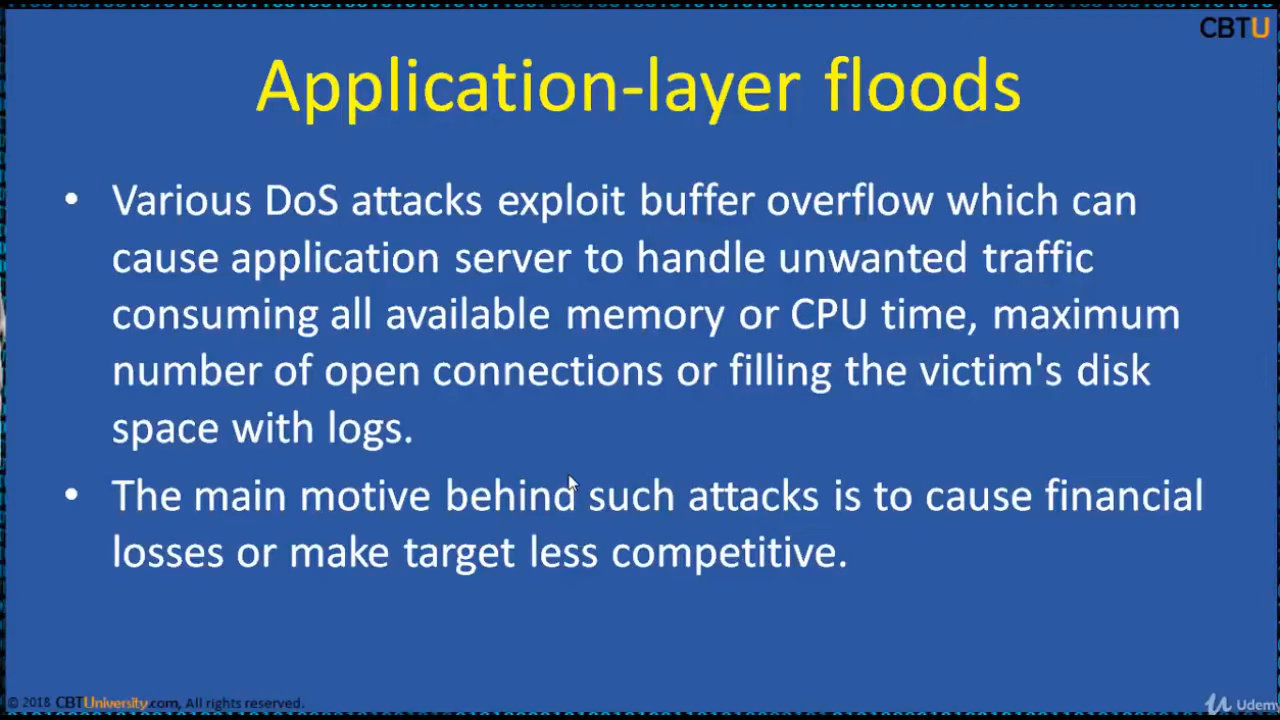 CBTU
Application-layer floods
• Various DoS attacks exploit buffer overflow which can
cause application server to handle unwanted traffic
consuming all available memory or CPU time, maximum
number of open connections or filling the victim's disk
space with logs.
• The main motive behind such attacks is to cause financial
losses or make target less competitive.
© 2018 CBTUniversity.com, All rights reserved.
Udemy